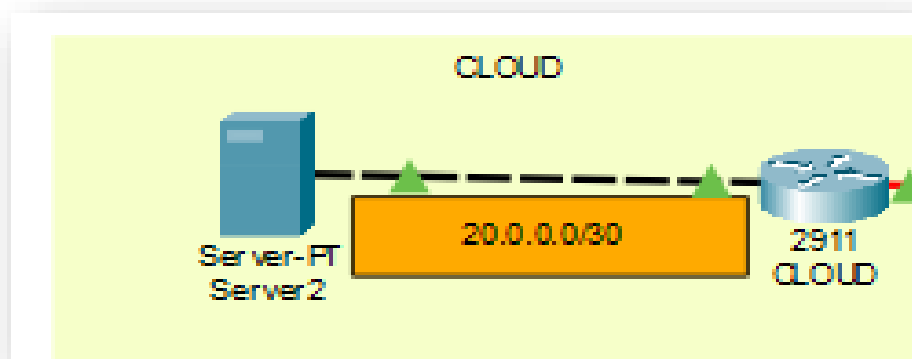 CLOUD
20.0.0.0/30
Server-PT
Server2
2911
CLOUD